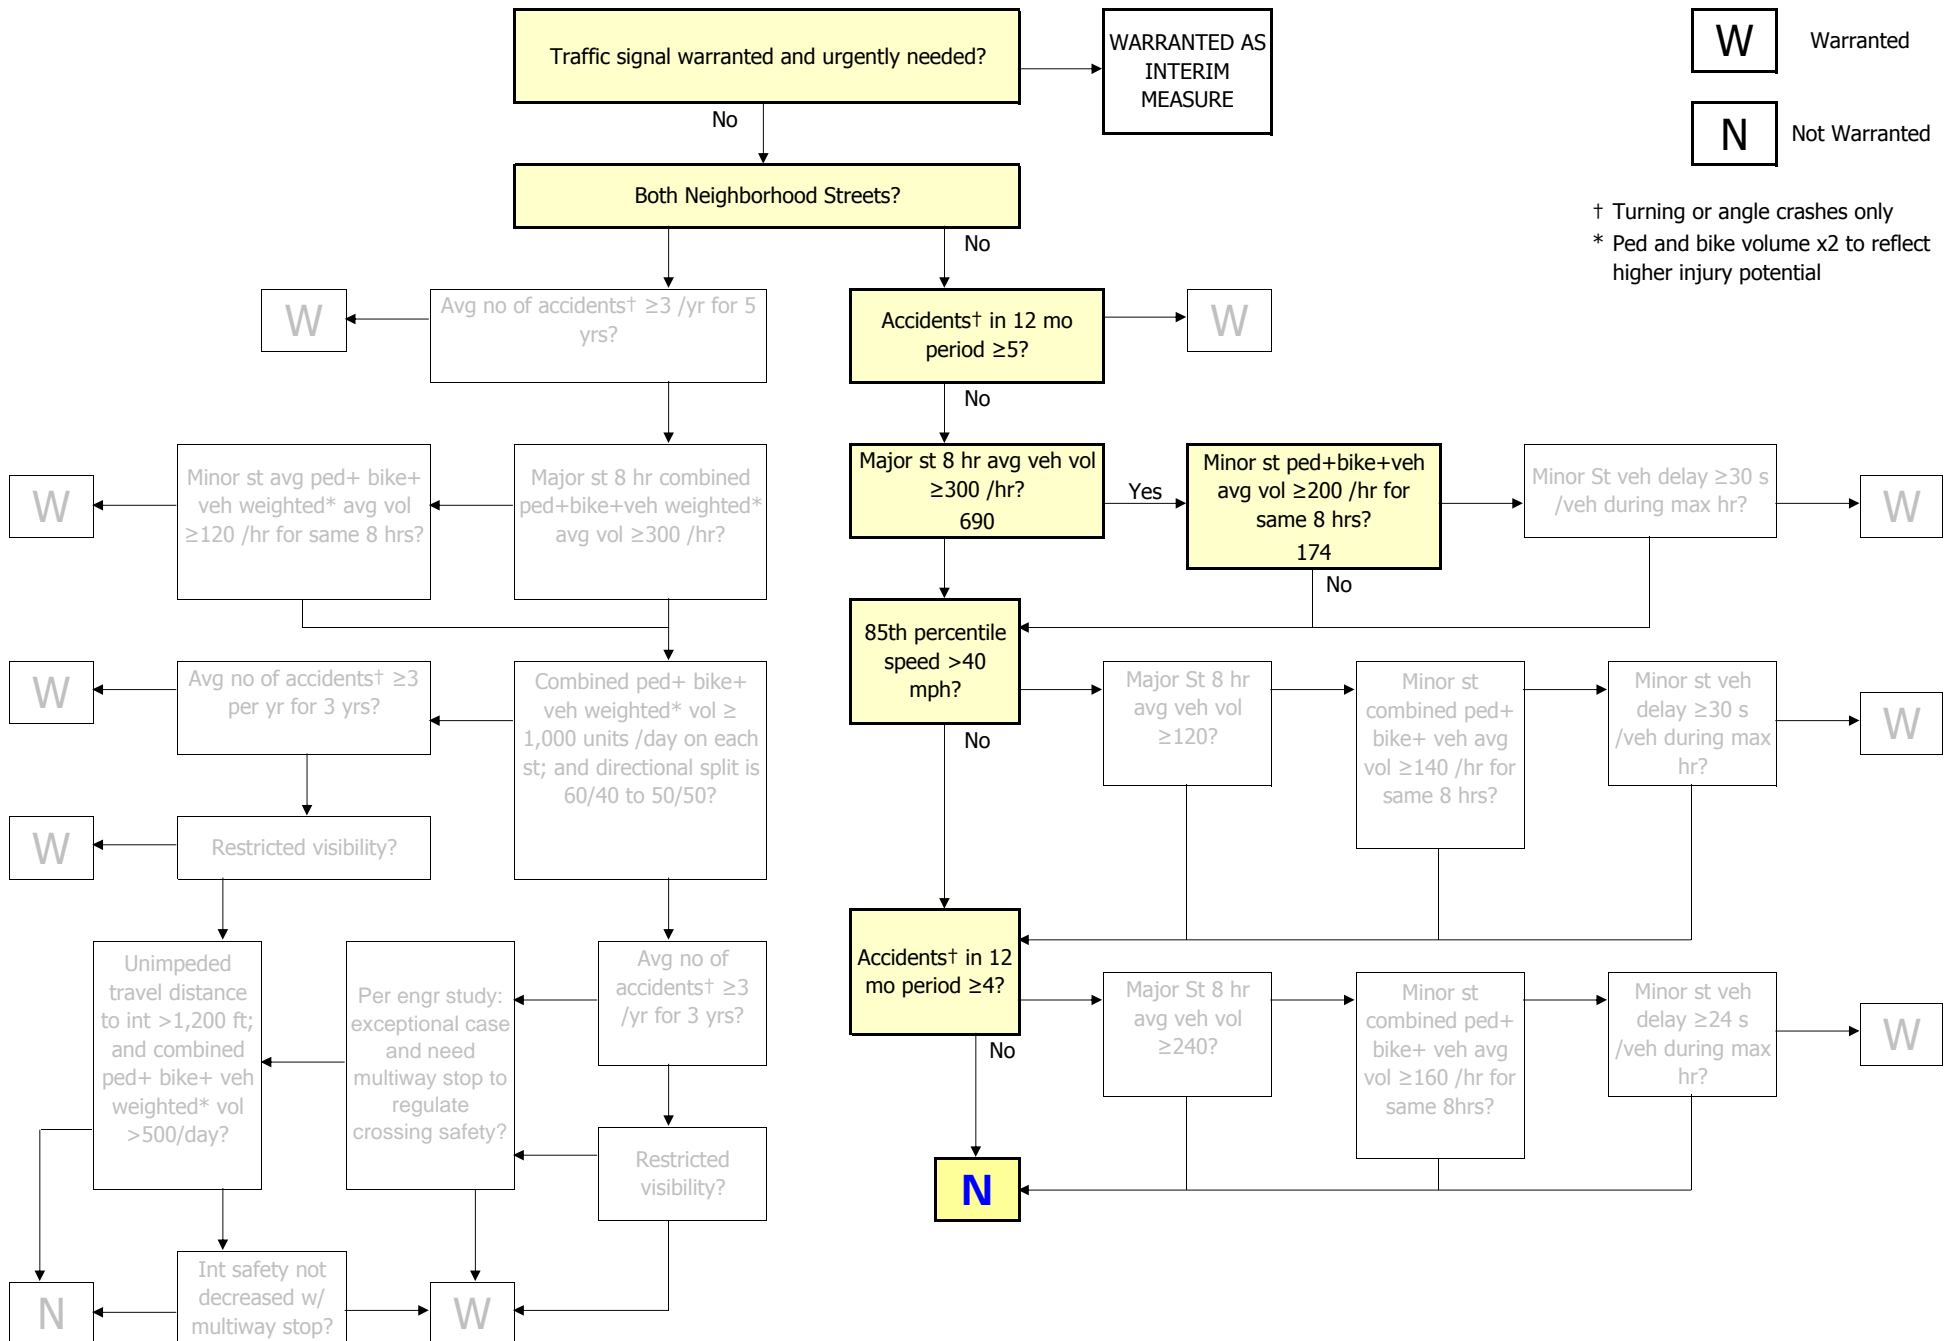 Traffic signal warranted and urgently needed?
WARRANTED AS
INTERIM
MEASURE
W
Warranted
N
Not Warranted
† Turning or angle crashes only
* Ped and bike volume x2 to reflect
higher injury potential
No
Both Neighborhood Streets?
No
W
Avg no of accidents† ≥3 /yr for 5
yrs?
Accidents† in 12 mo
period ≥5?
W
No
W
Minor st avg ped+ bike+
veh weighted* avg vol
≥120 /hr for same 8 hrs?
Major st 8 hr combined
ped+bike+veh weighted*
avg vol ≥300 /hr?
Major st 8 hr avg veh vol
≥300 /hr?
690
Yes
Minor st ped+bike+veh
avg vol ≥200 /hr for
same 8 hrs?
174
Minor St veh delay ≥30 s
/veh during max hr?
W
No
W
Avg no of accidents† ≥3
per yr for 3 yrs?
Combined ped+ bike+
veh weighted* vol ≥
1,000 units /day on each
st; and directional split is
60/40 to 50/50?
85th percentile
speed >40
mph?
Major St 8 hr
avg veh vol
≥120?
Minor st
combined ped+
bike+ veh avg
vol ≥140 /hr for
same 8 hrs?
Minor st veh
delay ≥30 s
/veh during max
hr?
W
No
W
Restricted visibility?
Unimpeded
travel distance
to int >1,200 ft;
and combined
ped+ bike+ veh
weighted* vol
>500/day?
Per engr study:
exceptional case
and need
multiway stop to
regulate
crossing safety?
Avg no of
accidents† ≥3
/yr for 3 yrs?
Accidents† in 12
mo period ≥4?
Major St 8 hr
avg veh vol
≥240?
Minor st
combined ped+
bike+ veh avg
vol ≥160 /hr for
same 8hrs?
Minor st veh
delay ≥24 s
/veh during max
hr?
W
No
Restricted
visibility?
N
N
Int safety not
decreased w/
multiway stop?
W